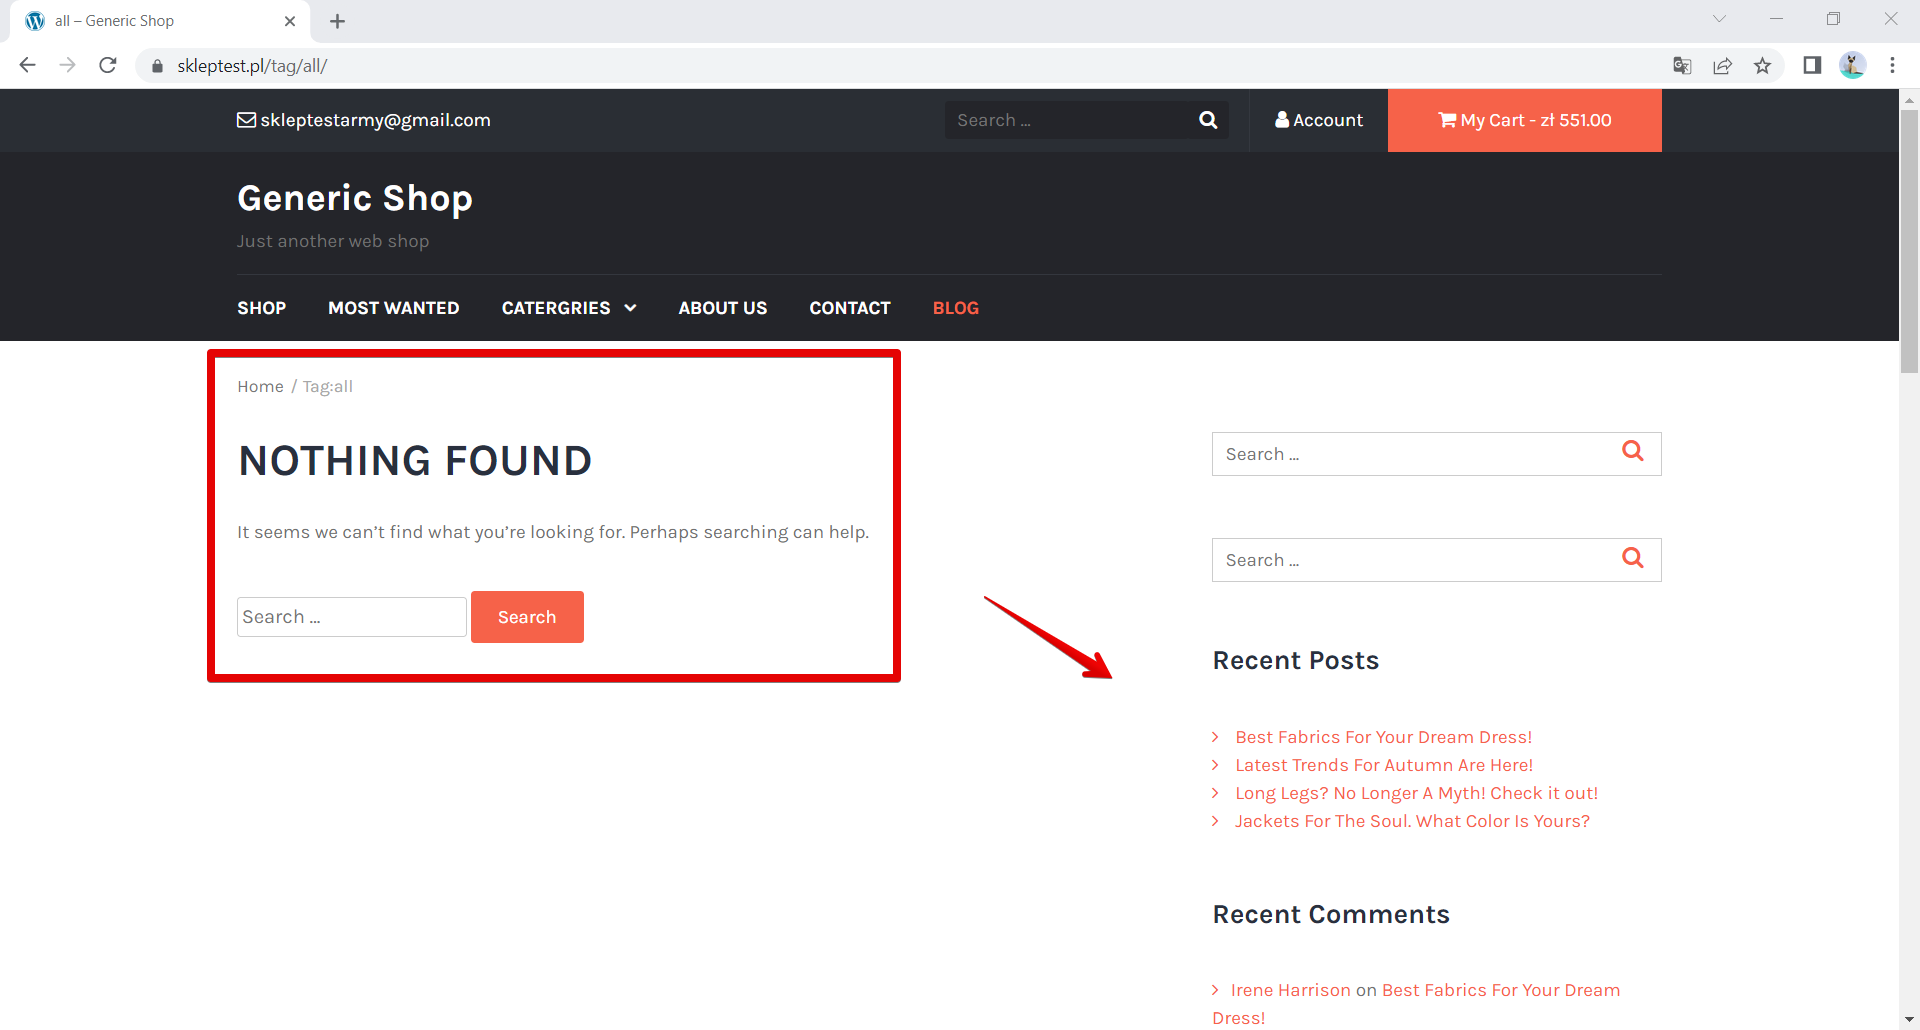 all – Generic Shop
skleptest.pl/tag/all/
skleptestarmy@gmail.com
Search ...
Account
My Cart - zł 551.00
Generic Shop
Just another web shop
SHOP MOST WANTED CATERGRIES ABOUT US CONTACT BLOG
Home / Tag:all
NOTHING FOUND
It seems we can’t find what you’re looking for. Perhaps searching can help.
Search ...
Search
Search ...
Search ...
Recent Posts
Best Fabrics For Your Dream Dress!
Latest Trends For Autumn Are Here!
Long Legs? No Longer A Myth! Check it out!
Jackets For The Soul. What Color Is Yours?
Recent Comments
Irene Harrison on Best Fabrics For Your Dream
Dress!